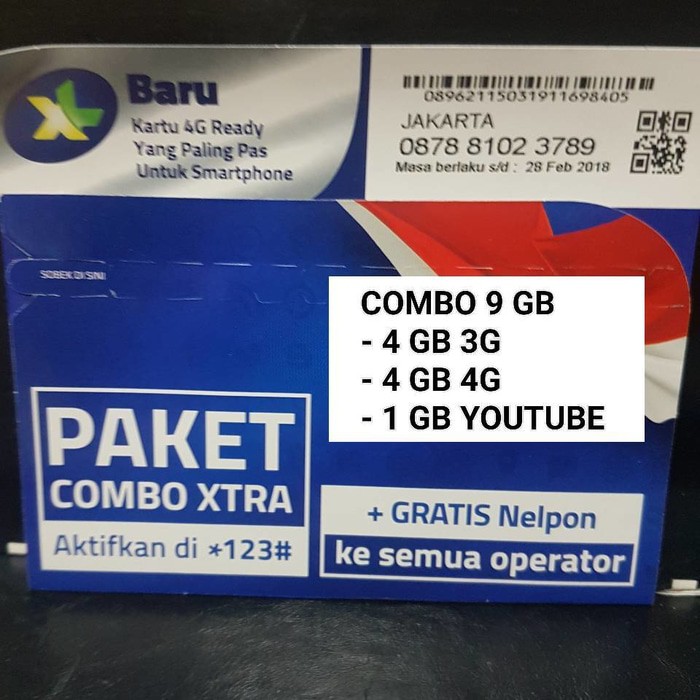 XL
Baru
Kartu 4G Ready
Yang Paling Pas
Untuk Smartphone
08962115031911698405
JAKARTA
0878 8102 3789
Masa berlaku s/d : 28 Feb 2018
SOBEK DI SINI
COMBO 9 GB
- 4 GB 3G
- 4 GB 4G
- 1 GB YOUTUBE
PAKET
COMBO XTRA
Aktifkan di *123#
+ GRATIS Nelpon
ke semua operator